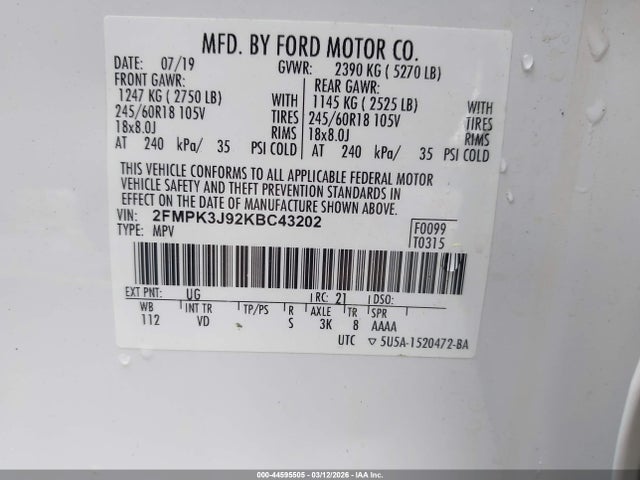 MFD. BY FORD MOTOR CO.
DATE: 07/19 GVWR: 2390 KG ( 5270 LB)
FRONT GAWR: REAR GAWR:
1247 KG ( 2750 LB) WITH 1145 KG ( 2525 LB) WITH
245/60R18 105V TIRES 245/60R18 105V TIRES
18x8.0J RIMS 18x8.0J RIMS
AT 240 kPa/ 35 PSI COLD AT 240 kPa/ 35 PSI COLD
THIS VEHICLE CONFORMS TO ALL APPLICABLE FEDERAL MOTOR
VEHICLE SAFETY AND THEFT PREVENTION STANDARDS IN
EFFECT ON THE DATE OF MANUFACTURE SHOWN ABOVE.
VIN: 2FMPK3J92KBC43202
TYPE: MPV
F0099
T0315
EXT PNT: UG RC: 21 DSO:
WB INT TR TP/PS R AXLE TR SPR
112 VD S 3K 8 AAAA
UTC ▽ 5U5A-1520472-BA
000-44595505 - 03/12/2026 - IAA Inc.